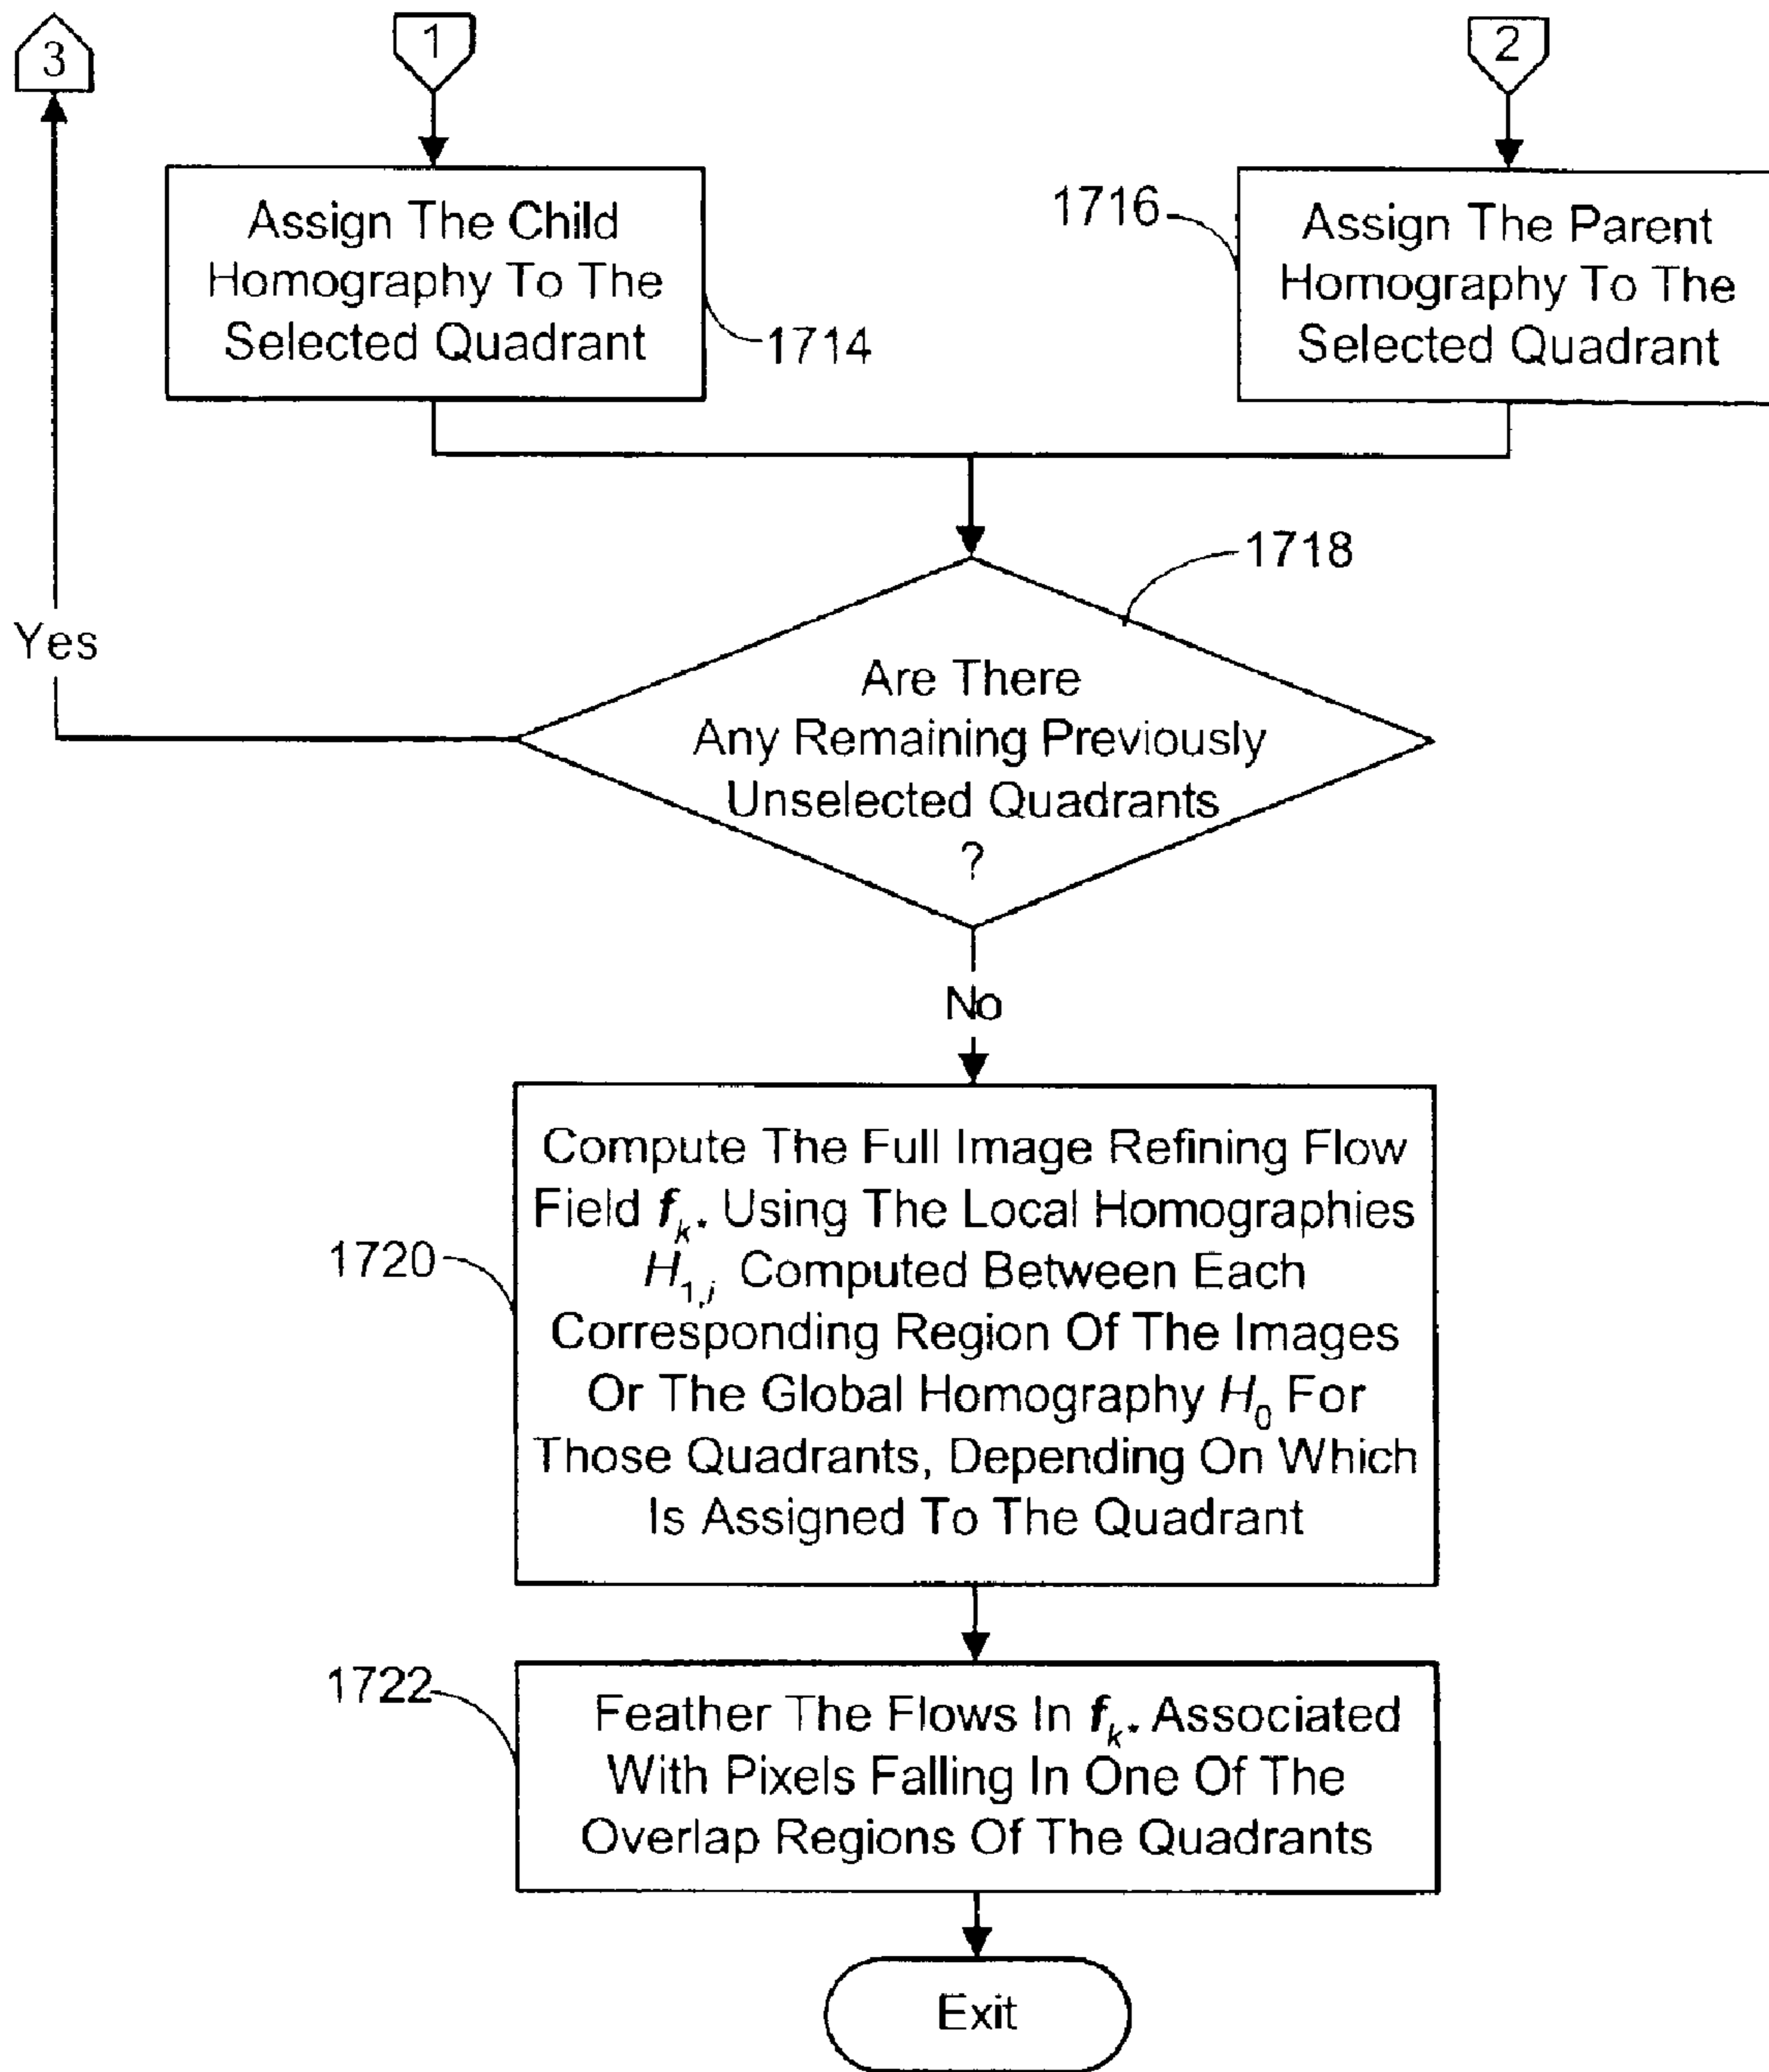 3
1
2
Assign The Child
Homography To The
Selected Quadrant
1714
1716
Assign The Parent
Homography To The
Selected Quadrant
1718
Yes
Are There
Any Remaining Previously
Unselected Quadrants
?
No
1720
Compute The Full Image Refining Flow
Field f_k* Using The Local Homographies
H_1,j Computed Between Each
Corresponding Region Of The Images
Or The Global Homography H_0 For
Those Quadrants, Depending On Which
Is Assigned To The Quadrant
1722
Feather The Flows In f_k* Associated
With Pixels Falling In One Of The
Overlap Regions Of The Quadrants
Exit